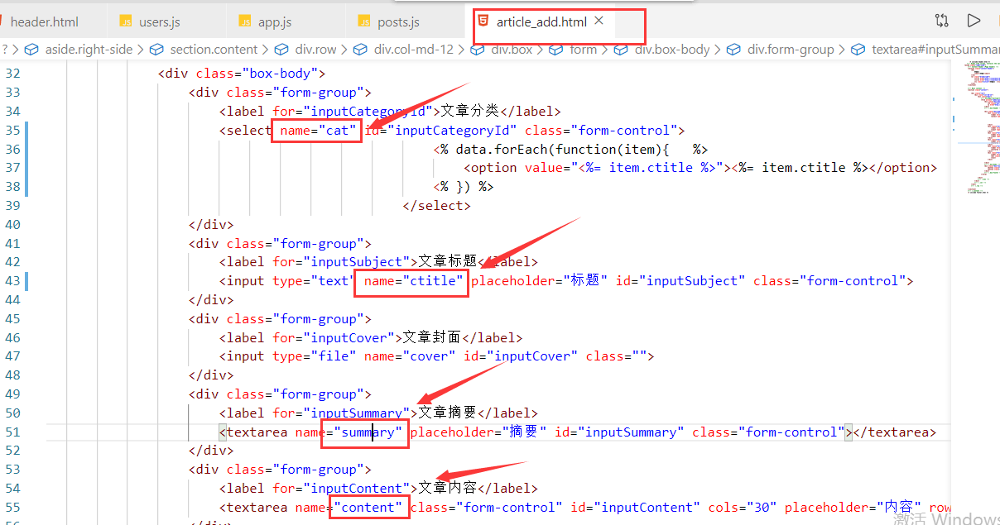 header.html users.js app.js posts.js article_add.html
? > aside.right-side > section.content > div.row > div.col-md-12 > div.box > form > div.box-body > div.form-group > textarea#inputSummar
32 <div class="box-body">
33 <div class="form-group">
34 <label for="inputCategoryId">文章分类</label>
35 <select name="cat" id="inputCategoryId" class="form-control">
36 <% data.forEach(function(item){ %>
37 <option value="<%= item.ctitle %>"><%= item.ctitle %></option>
38 <% }) %>
39 </select>
40 </div>
41 <div class="form-group">
42 <label for="inputSubject">文章标题</label>
43 <input type="text" name="ctitle" placeholder="标题" id="inputSubject" class="form-control">
44 </div>
45 <div class="form-group">
46 <label for="inputCover">文章封面</label>
47 <input type="file" name="cover" id="inputCover" class="">
48 </div>
49 <div class="form-group">
50 <label for="inputSummary">文章摘要</label>
51 <textarea name="summary" placeholder="摘要" id="inputSummary" class="form-control"></textarea>
52 </div>
53 <div class="form-group">
54 <label for="inputContent">文章内容</label>
55 <textarea name="content" class="form-control" id="inputContent" cols="30" placeholder="内容" row
激活 Windows